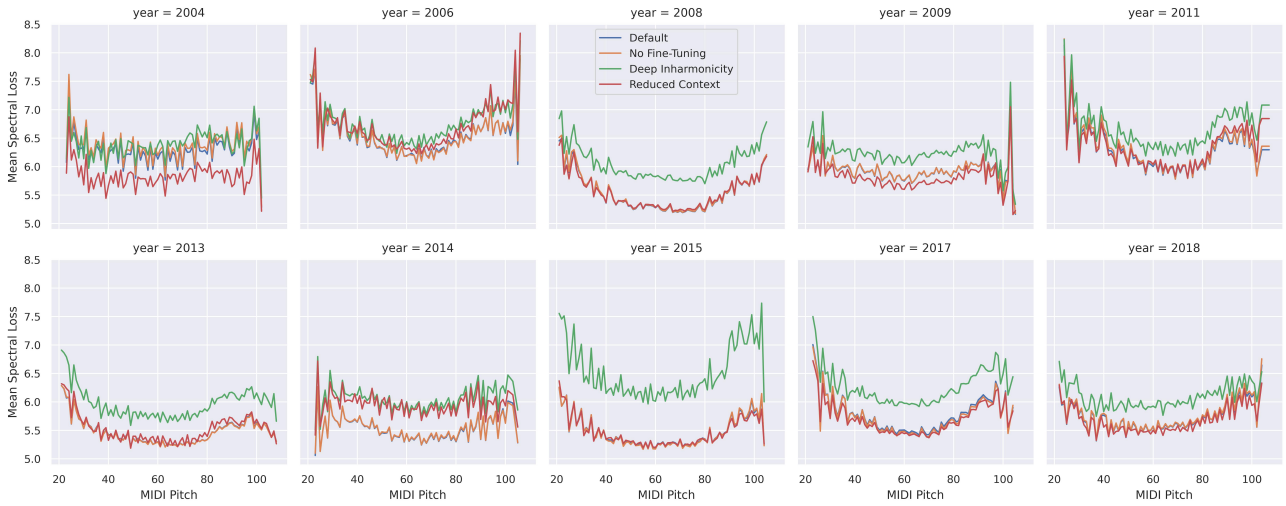 year = 2004
year = 2006
year = 2008
year = 2009
year = 2011
8.5
8.0
7.5
7.0
6.5
6.0
5.5
5.0
Mean Spectral Loss
Default
No Fine-Tuning
Deep Inharmonicity
Reduced Context
year = 2013
year = 2014
year = 2015
year = 2017
year = 2018
8.5
8.0
7.5
7.0
6.5
6.0
5.5
5.0
Mean Spectral Loss
20 40 60 80 100
20 40 60 80 100
20 40 60 80 100
20 40 60 80 100
20 40 60 80 100
MIDI Pitch
MIDI Pitch
MIDI Pitch
MIDI Pitch
MIDI Pitch